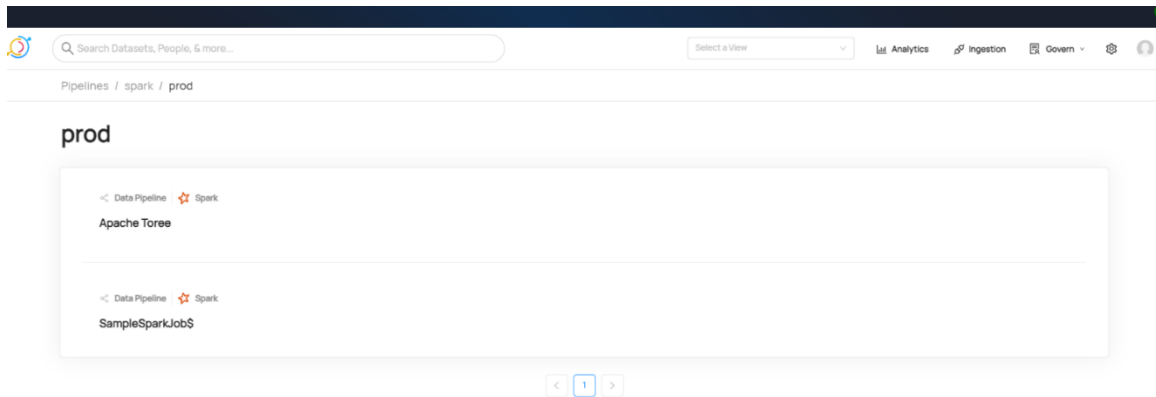 Search Datasets, People, & more...
Select a View
Analytics
Ingestion
Govern
Pipelines / spark / prod
prod
Data Pipeline | Spark
Apache Toree
Data Pipeline | Spark
SampleSparkJob$
< 1 >